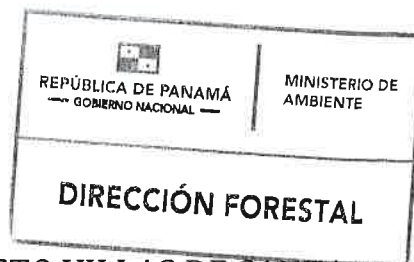 REPÚBLICA DE PANAMÁ
— GOBIERNO NACIONAL —
MINISTERIO DE
AMBIENTE
DIRECCIÓN FORESTAL